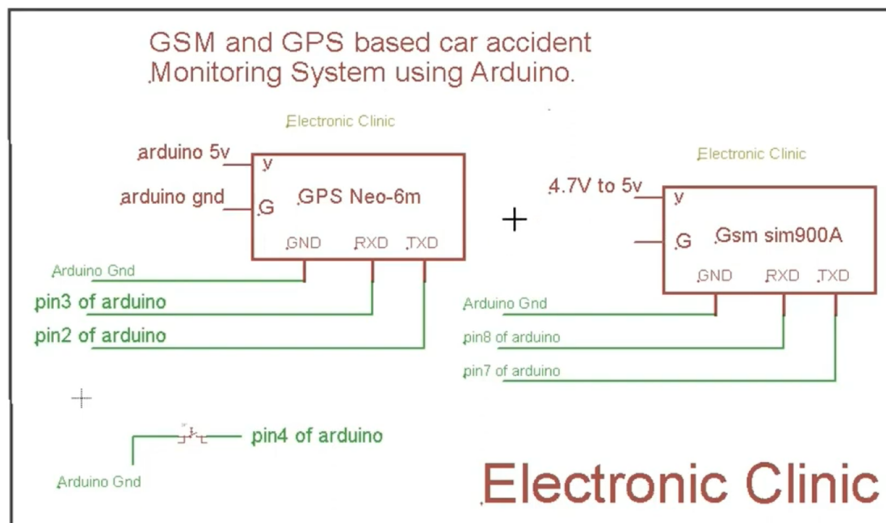 GSM and GPS based car accident
Monitoring System using Arduino.
Electronic Clinic
arduino 5v
v
arduino gnd
G
GPS Neo-6m
GND RXD TXD
Arduino Gnd
pin3 of arduino
pin2 of arduino
Electronic Clinic
4.7V to 5v
v
G
Gsm sim900A
GND RXD TXD
Arduino Gnd
pin8 of arduino
pin7 of arduino
pin4 of arduino
Arduino Gnd
Electronic Clinic